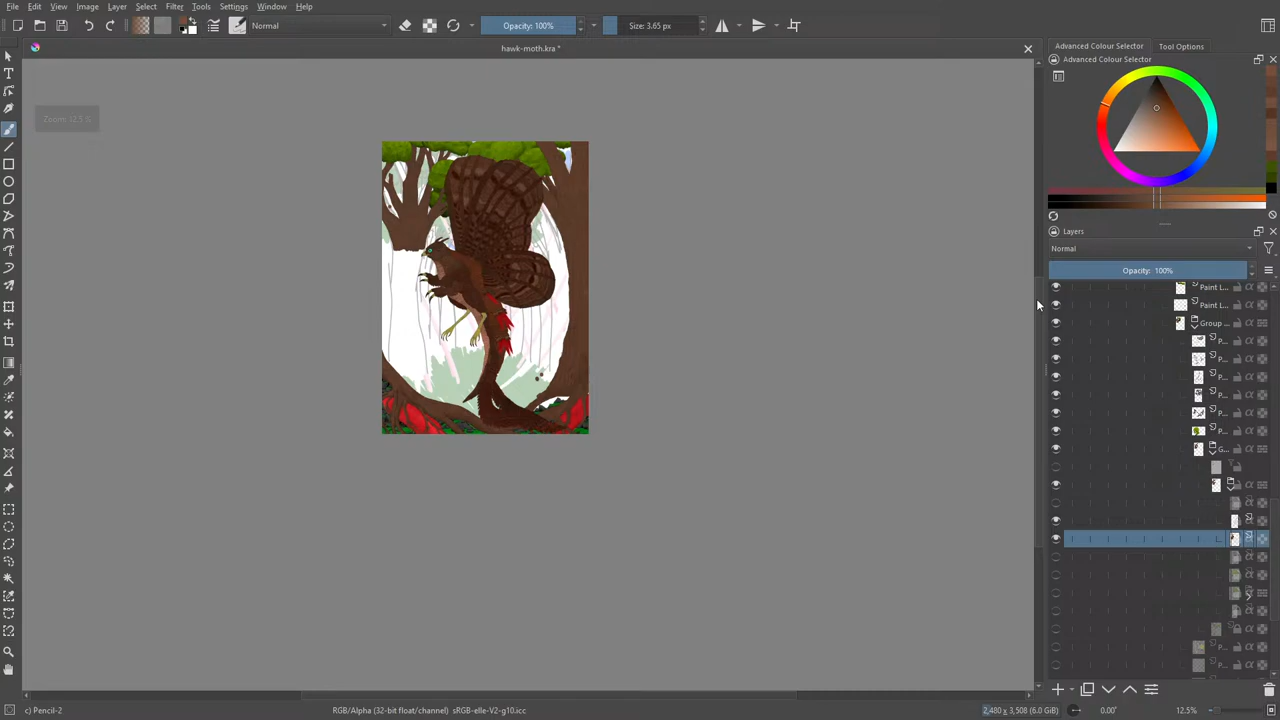 File Edit View Image Layer Select Filter Tools Settings Window Help
Normal Opacity: 100% Size: 3.65 px
hawk-moth.kra *
Advanced Colour Selector Tool Options
Advanced Colour Selector
Zoom: 12.5 %
Layers
Normal
Opacity: 100%
Paint L...
Paint L...
Group ...
P...
P...
P...
P...
P...
P...
G...
P...
P...
c) Pencil-2 RGB/Alpha (32-bit float/channel) sRGB-elle-V2-g10.icc 2,480 x 3,508 (6.0 GiB) 0.00° 12.5%